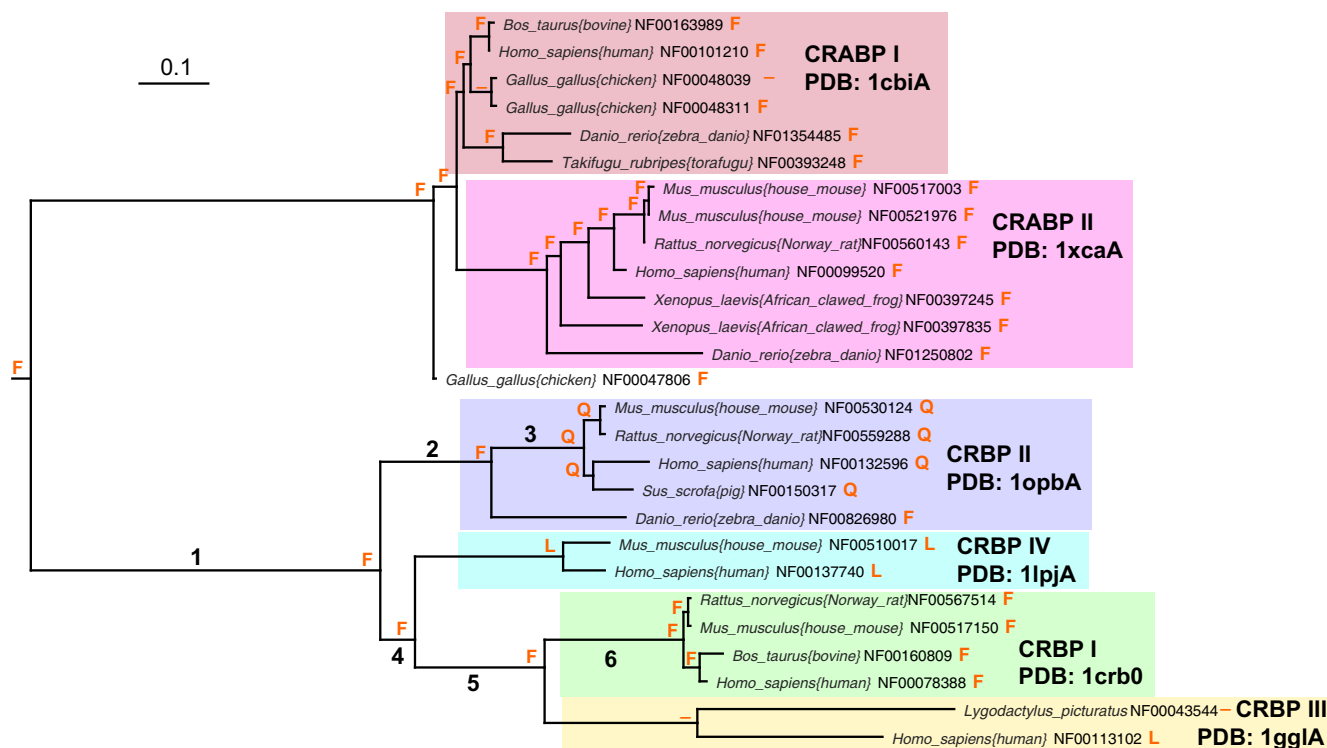 F Bos_taurus{bovine} NF00163989 F
Homo_sapiens{human} NF00101210 F
CRABP I
PDB: 1cbiA
0.1
F
– Gallus_gallus{chicken} NF00048039 –
F
Gallus_gallus{chicken} NF00048311 F
F Danio_rerio{zebra_danio} NF01354485 F
Takifugu_rubripes{torafugu} NF00393248 F
F F
F Mus_musculus{house_mouse} NF00517003 F
F
Mus_musculus{house_mouse} NF00521976 F
CRABP II
PDB: 1xcaA
F
F
Rattus_norvegicus{Norway_rat}NF00560143 F
F
F
Homo_sapiens{human} NF00099520 F
Xenopus_laevis{African_clawed_frog} NF00397245 F
Xenopus_laevis{African_clawed_frog} NF00397835 F
Danio_rerio{zebra_danio} NF01250802 F
F
Gallus_gallus{chicken} NF00047806 F
Q Mus_musculus{house_mouse} NF00530124 Q
2 3 Q Rattus_norvegicus{Norway_rat}NF00559288 Q
F
CRBP II
PDB: 1opbA
Q Homo_sapiens{human} NF00132596 Q
Sus_scrofa{pig} NF00150317 Q
Danio_rerio{zebra_danio} NF00826980 F
1 F
L Mus_musculus{house_mouse} NF00510017 L
CRBP IV
PDB: 1lpjA
Homo_sapiens{human} NF00137740 L
F Rattus_norvegicus{Norway_rat}NF00567514 F
F F
Mus_musculus{house_mouse} NF00517150 F
4 F 6
CRBP I
PDB: 1crb0
Bos_taurus{bovine} NF00160809 F
5
Homo_sapiens{human} NF00078388 F
– Lygodactylus_picturatus NF00043544 – CRBP III
Homo_sapiens{human} NF00113102 L PDB: 1gglA